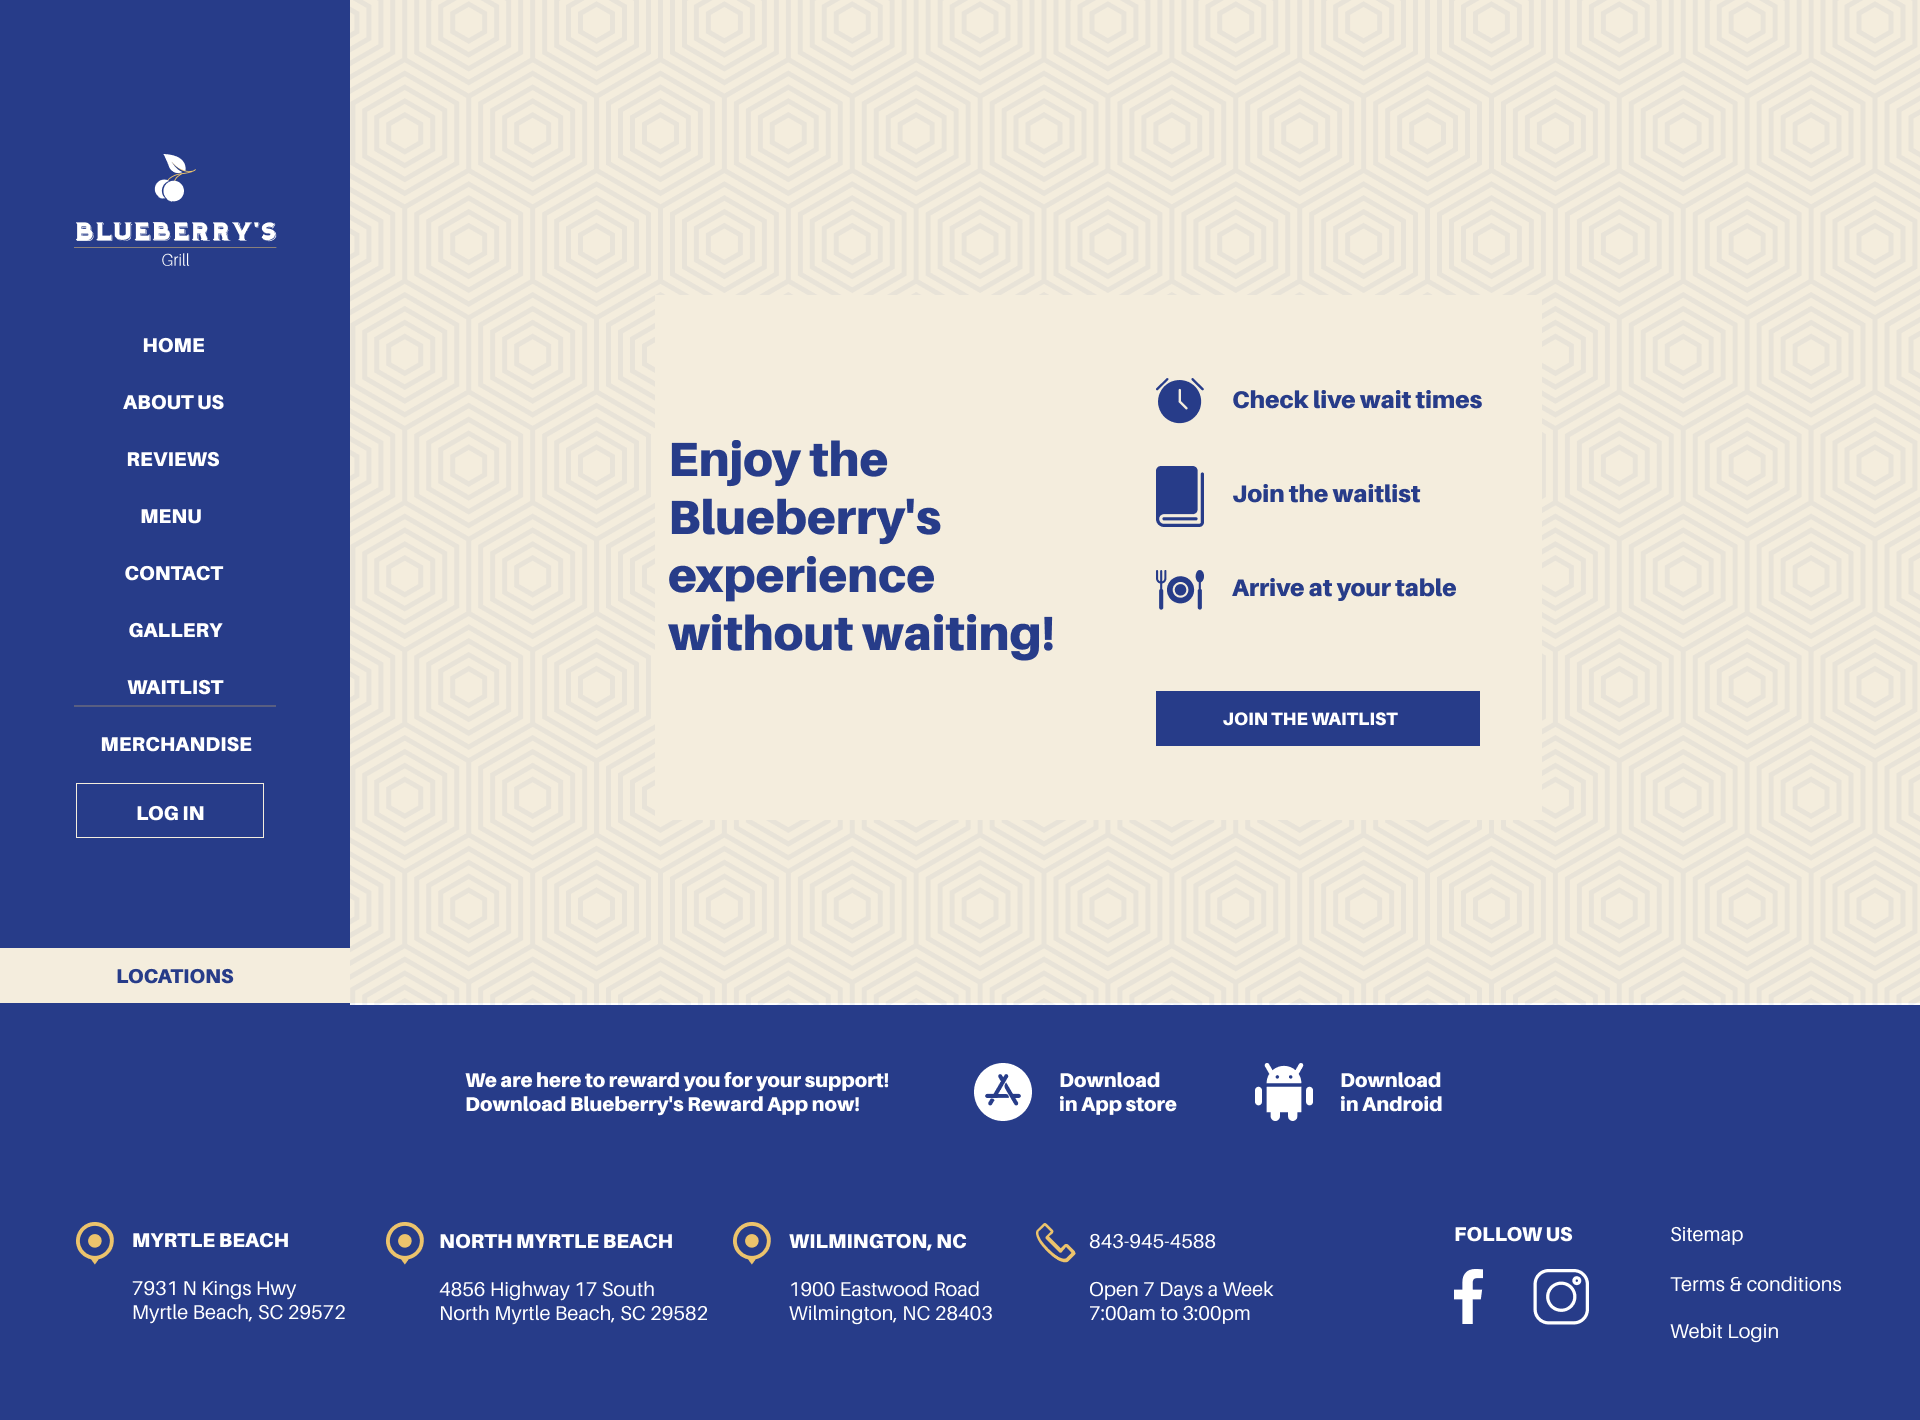 BLUEBERRY'S
Grill
HOME
ABOUT US
REVIEWS
MENU
CONTACT
GALLERY
WAITLIST
MERCHANDISE
LOG IN
LOCATIONS
Enjoy the
Blueberry's
experience
without waiting!
Check live wait times
Join the waitlist
Arrive at your table
JOIN THE WAITLIST
We are here to reward you for your support!
Download Blueberry's Reward App now!
Download
in App store
Download
in Android
MYRTLE BEACH
7931 N Kings Hwy
Myrtle Beach, SC 29572
NORTH MYRTLE BEACH
4856 Highway 17 South
North Myrtle Beach, SC 29582
WILMINGTON, NC
1900 Eastwood Road
Wilmington, NC 28403
843-945-4588
Open 7 Days a Week
7:00am to 3:00pm
FOLLOW US
Sitemap
Terms & conditions
Webit Login